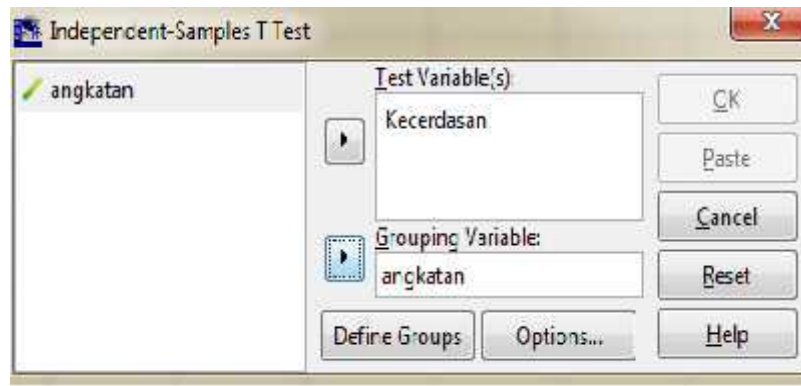 Independent-Samples T Test
angkatan
Test Variable(s):
Kecerdasan
Grouping Variable:
angkatan
Define Groups
Options...
OK
Paste
Cancel
Reset
Help